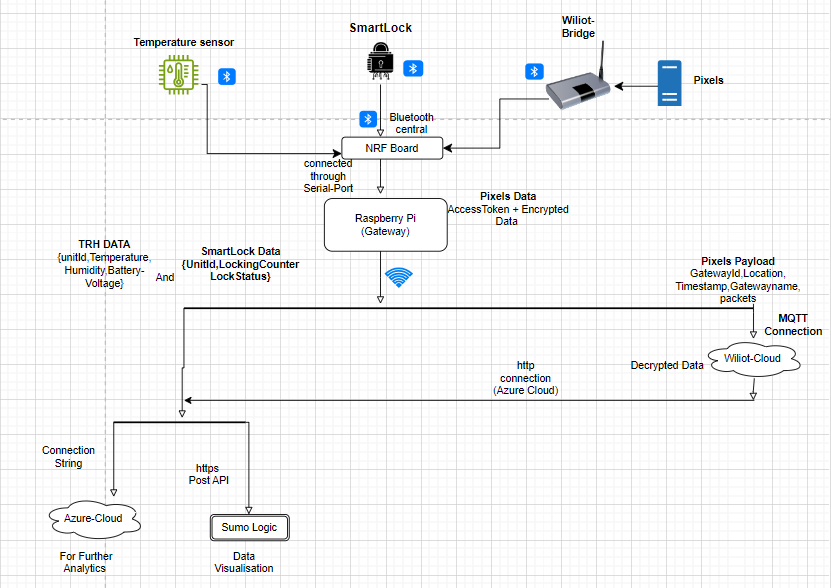 Wiliot-
Bridge
SmartLock
Temperature sensor
Pixels
Bluetooth
central
NRF Board
connected
through
Serial-Port
Pixels Data
AccessToken + Encrypted
Data
Raspberry Pi
(Gateway)
TRH DATA
{unitId,Temperature,
Humidity,Battery-
Voltage}
And
SmartLock Data
{UnitId,LockingCounter
LockStatus}
Pixels Payload
GatewayId,Location,
Timestamp,Gatewayname,
packets
MQTT
Connection
Wiliot-Cloud
Decrypted Data
http
connection
(Azure Cloud)
Connection
String
https
Post API
Azure-Cloud
Sumo Logic
For Further
Analytics
Data
Visualisation